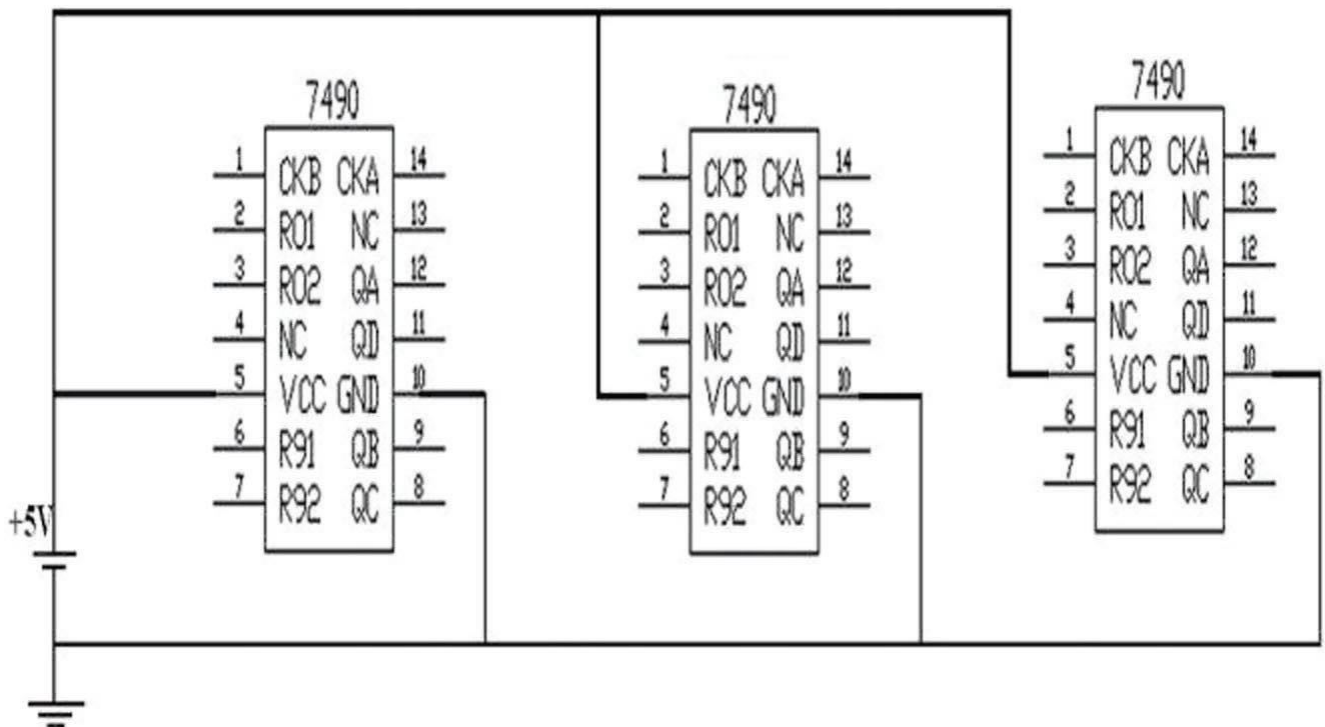 7490
1 CKB CKA 14
2 R01 NC 13
3 R02 QA 12
4 NC QD 11
5 VCC GND 10
6 R91 QB 9
7 R92 QC 8
7490
1 CKB CKA 14
2 R01 NC 13
3 R02 QA 12
4 NC QD 11
5 VCC GND 10
6 R91 QB 9
7 R92 QC 8
7490
1 CKB CKA 14
2 R01 NC 13
3 R02 QA 12
4 NC QD 11
5 VCC GND 10
6 R91 QB 9
7 R92 QC 8
+5V